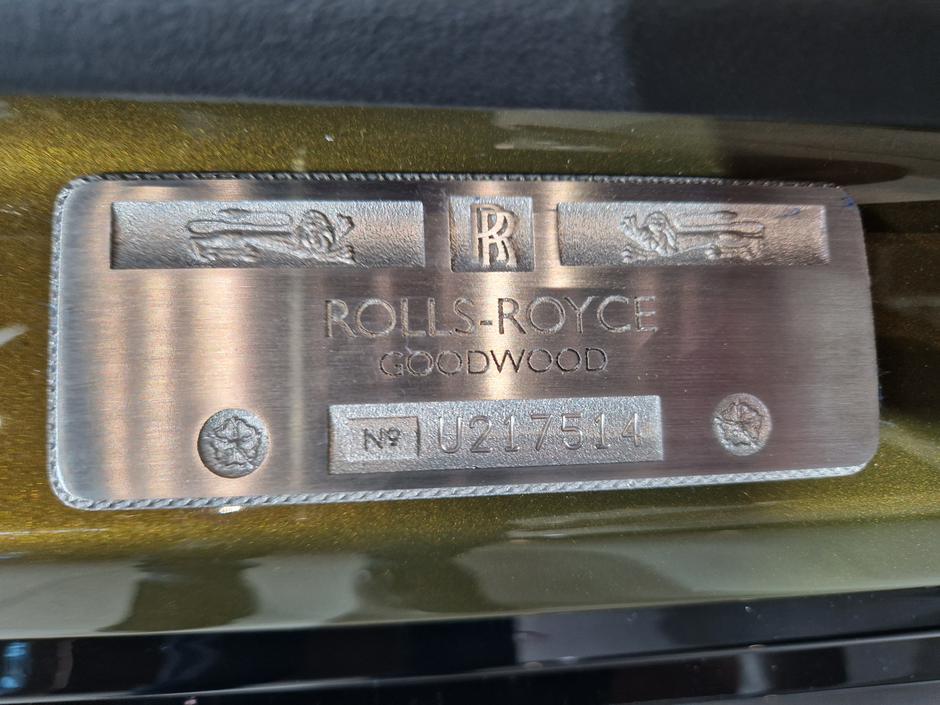 RR
ROLLS-ROYCE
GOODWOOD
Nº U217514